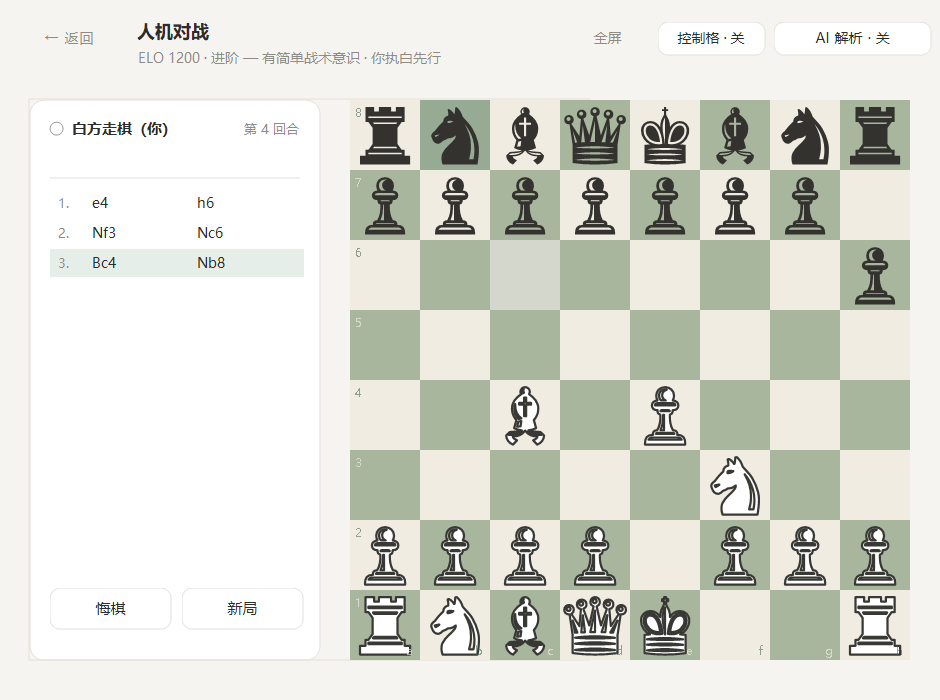 ← 返回
人机对战
ELO 1200 · 进阶 — 有简单战术意识 · 你执白先行
全屏
控制格 · 关
AI 解析 · 关
白方走棋（你）
第 4 回合
1. e4 h6
2. Nf3 Nc6
3. Bc4 Nb8
悔棋
新局
8
7
6
5
4
3
2
1
c d e f g